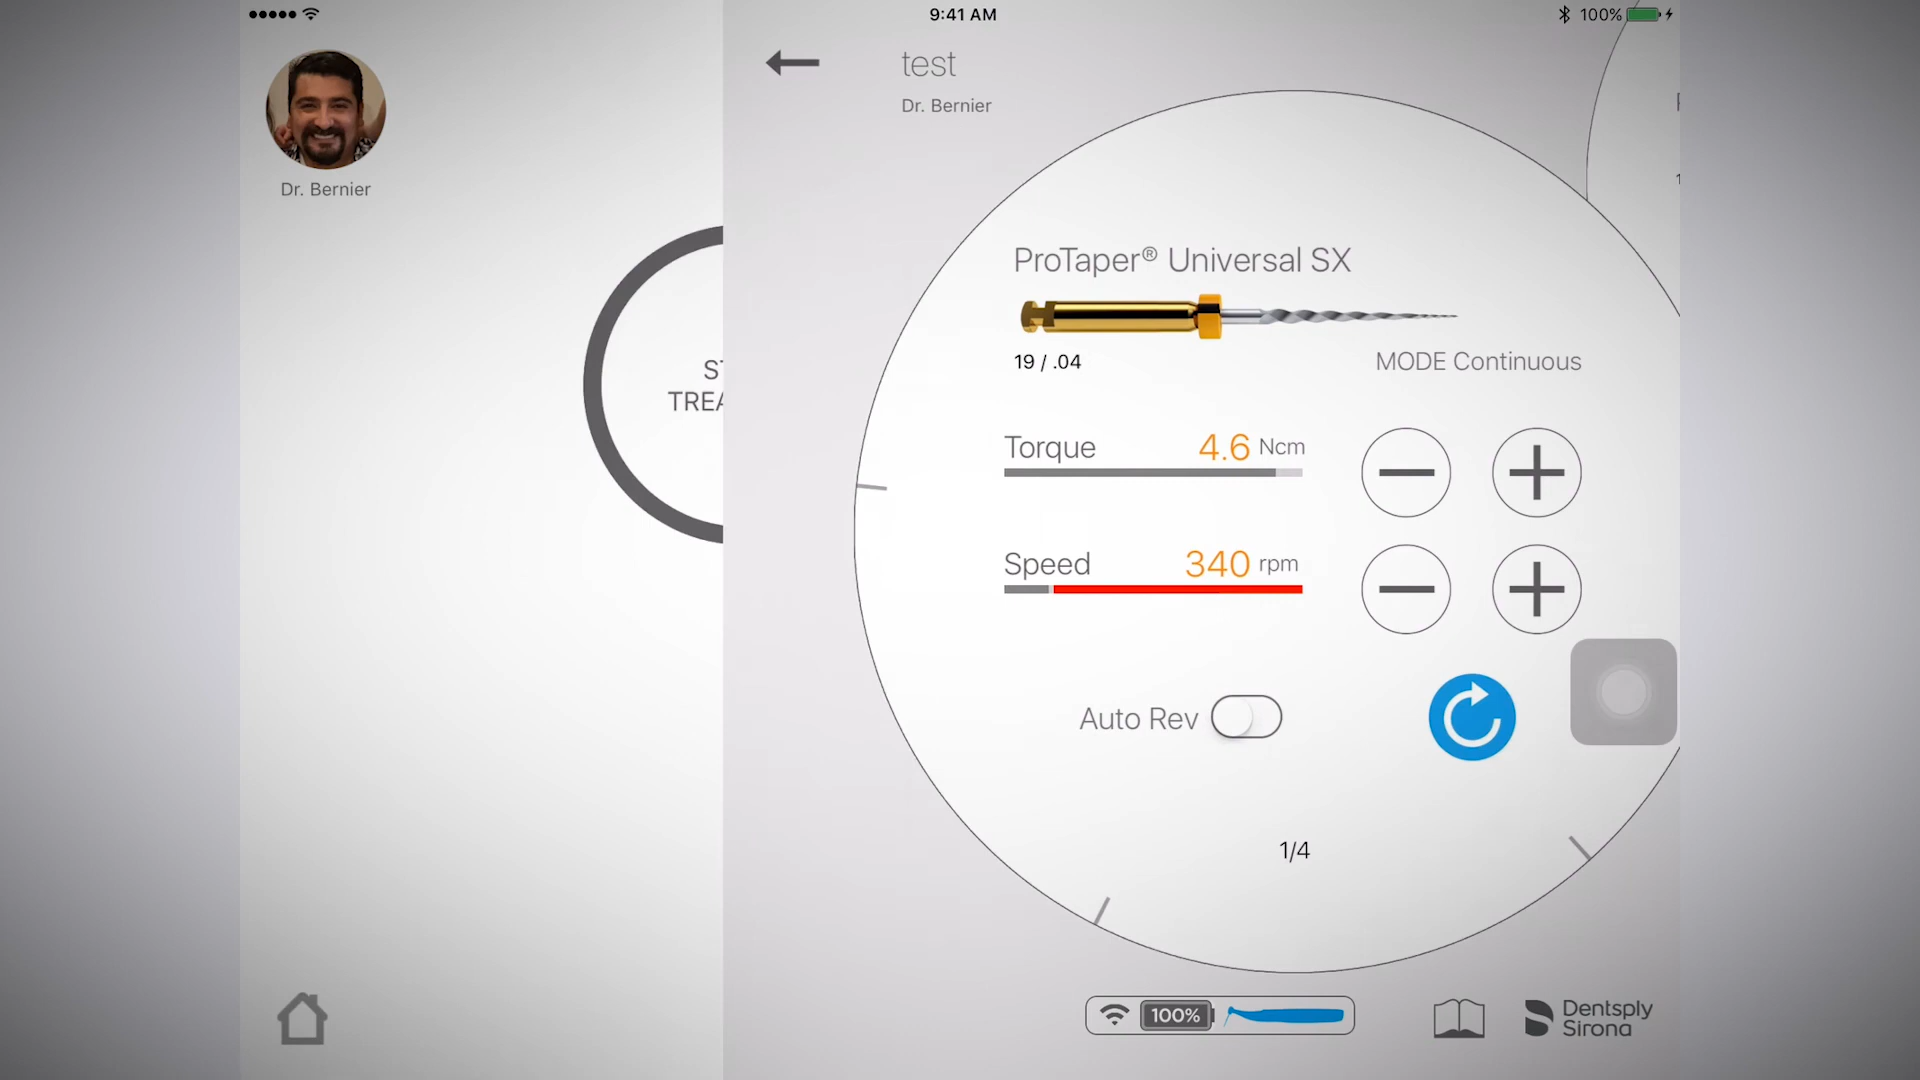 9:41 AM
100%
Dr. Bernier
test
Dr. Bernier
ProTaper® Universal SX
19 / .04
MODE Continuous
Torque 4.6 Ncm
Speed 340 rpm
Auto Rev
1/4
100%
Dentsply
Sirona